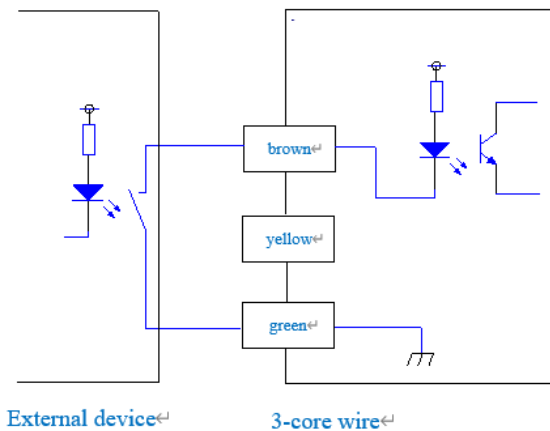 brown↵
yellow↵
green↵
External device↵
3-core wire↵